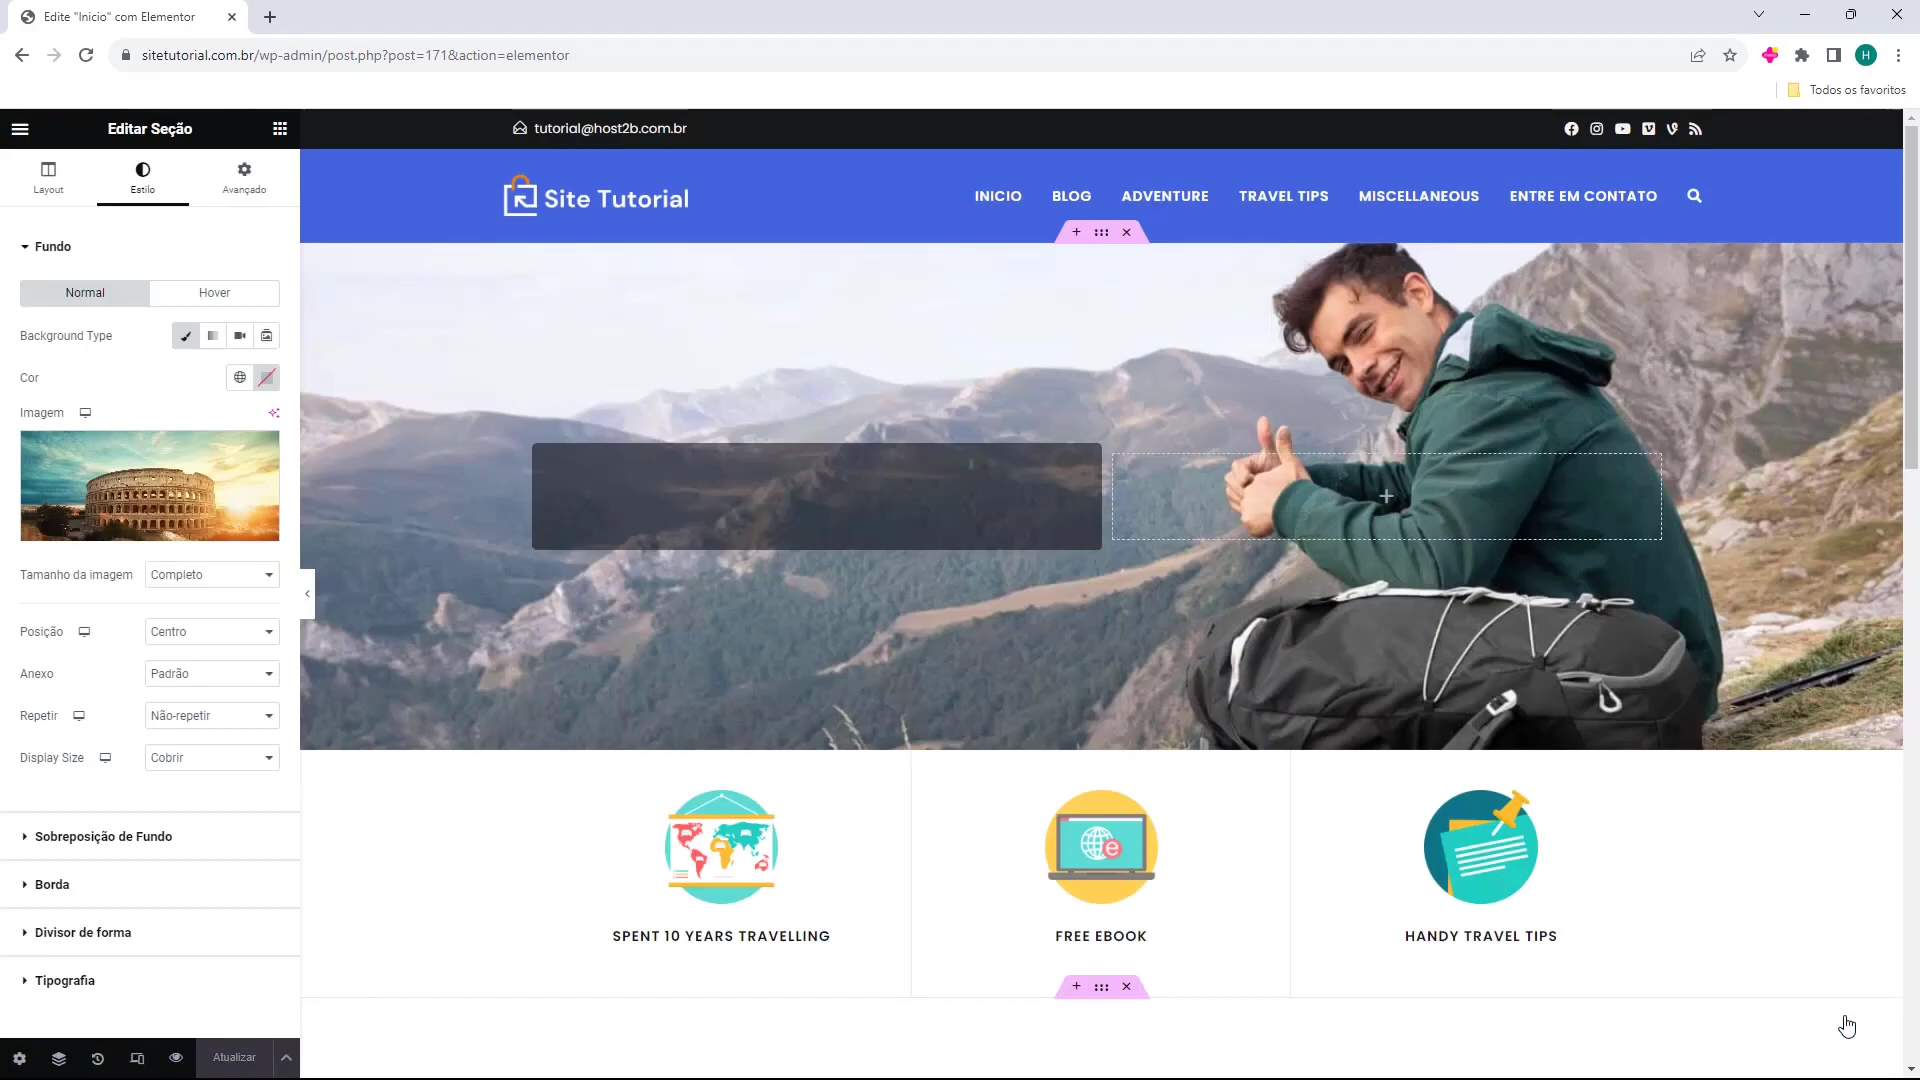 Edite "Inicio" com Elementor
sitetutorial.com.br/wp-admin/post.php?post=171&action=elementor
H
Todos os favoritos
Editar Seção
tutorial@host2b.com.br
Layout
Estilo
Avançado
Site Tutorial
INICIO
BLOG
ADVENTURE
TRAVEL TIPS
MISCELLANEOUS
ENTRE EM CONTATO
Fundo
Normal
Hover
Background Type
Cor
Imagem
Tamanho da imagem
Completo
Posição
Centro
Anexo
Padrão
Repetir
Não-repetir
Display Size
Cobrir
Sobreposição de Fundo
Borda
Divisor de forma
Tipografia
Atualizar
e
SPENT 10 YEARS TRAVELLING
FREE EBOOK
HANDY TRAVEL TIPS